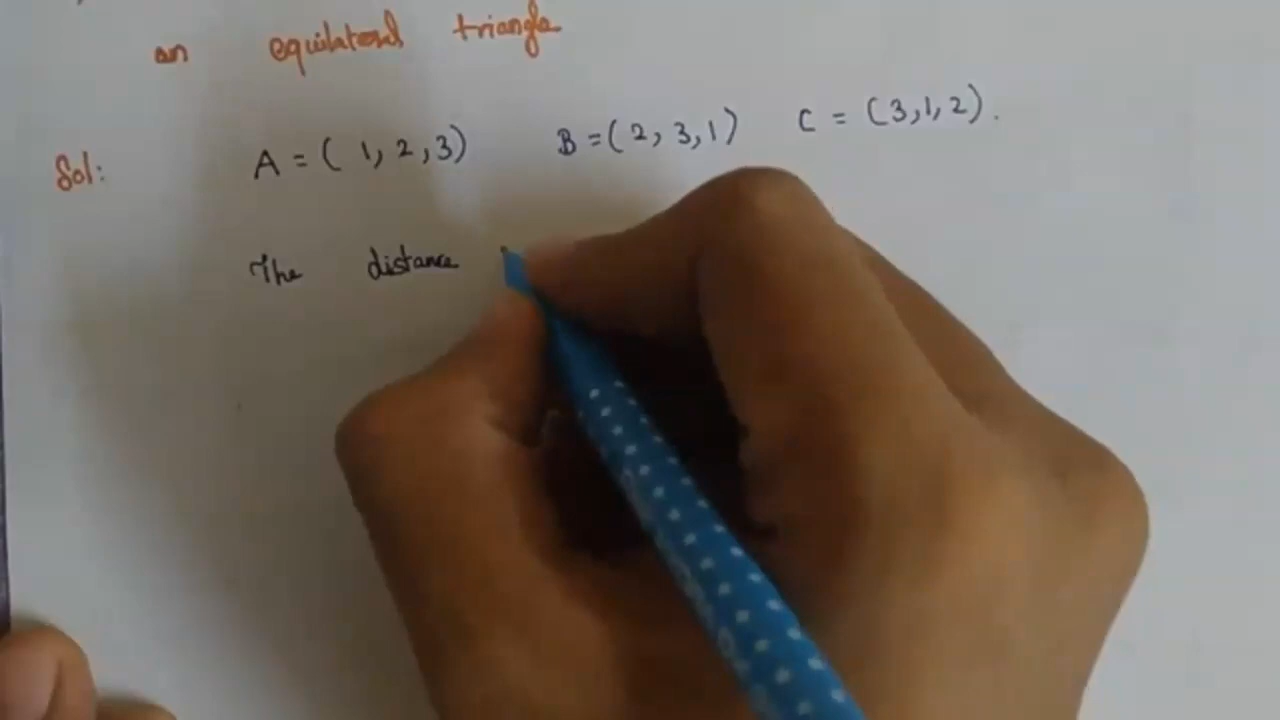 an equilateral triangle
Sol: A = ( 1, 2, 3) B = ( 2, 3, 1) C = (3, 1, 2).
The distance